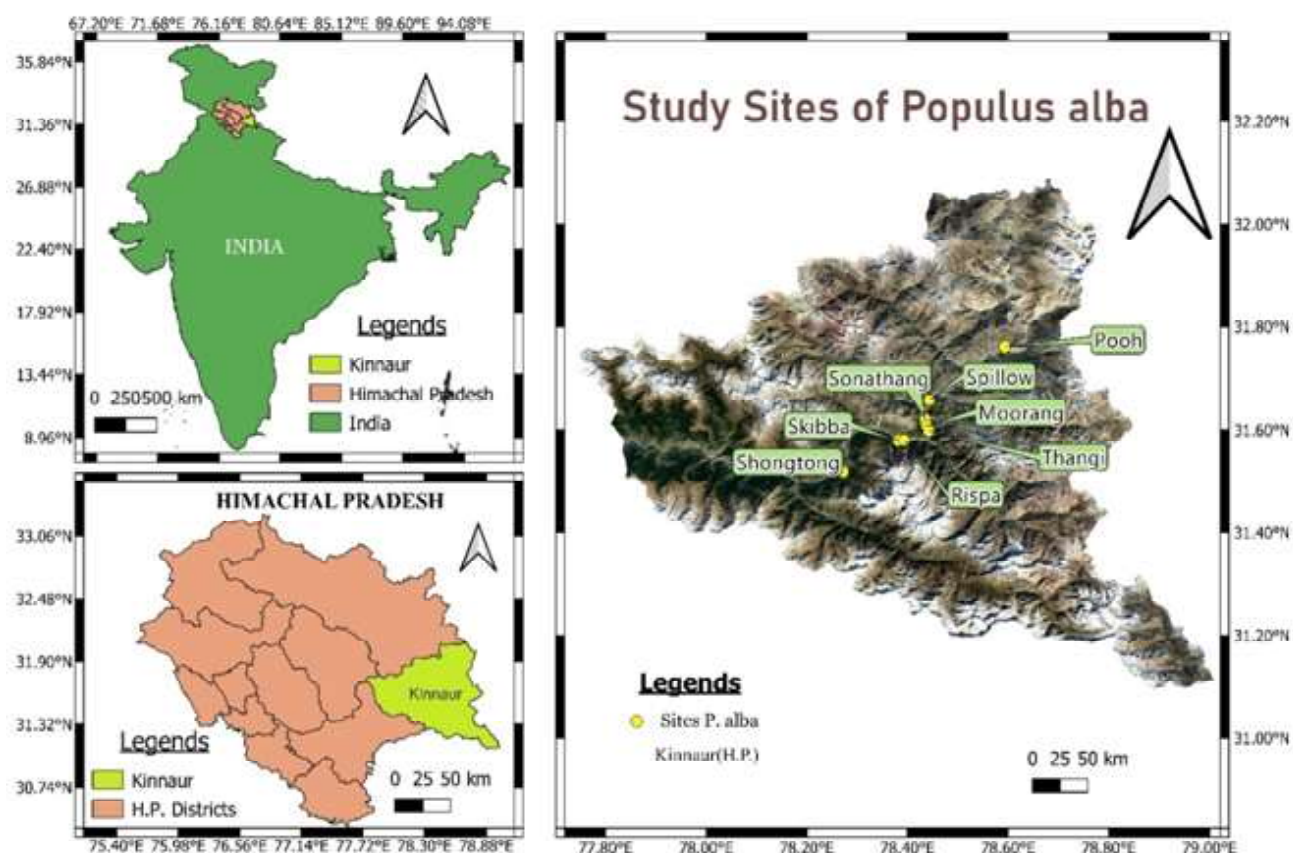 67.20°E 71.68°E 76.16°E 80.64°E 85.12°E 89.60°E 94.08°E
35.84°N
31.36°N
26.88°N
22.40°N
17.92°N
13.44°N
8.96°N
INDIA
Legends
Kinnaur
Himachal Pradesh
India
0 250500 km
HIMACHAL PRADESH
33.06°N
32.48°N
31.90°N
31.32°N
30.74°N
Kinnaur
Legends
Kinnaur
H.P. Districts
0 25 50 km
75.40°E 75.98°E 76.56°E 77.14°E 77.72°E 78.30°E 78.88°E
Study Sites of Populus alba
32.20°N
32.00°N
31.80°N
31.60°N
31.40°N
31.20°N
31.00°N
Pooh
Sonathang
Spillow
Moorang
Skibba
Thangi
Shongtong
Rispa
Legends
Sites P. alba
Kinnaur(H.P.)
0 25 50 km
77.80°E 78.00°E 78.20°E 78.40°E 78.60°E 78.80°E 79.00°E